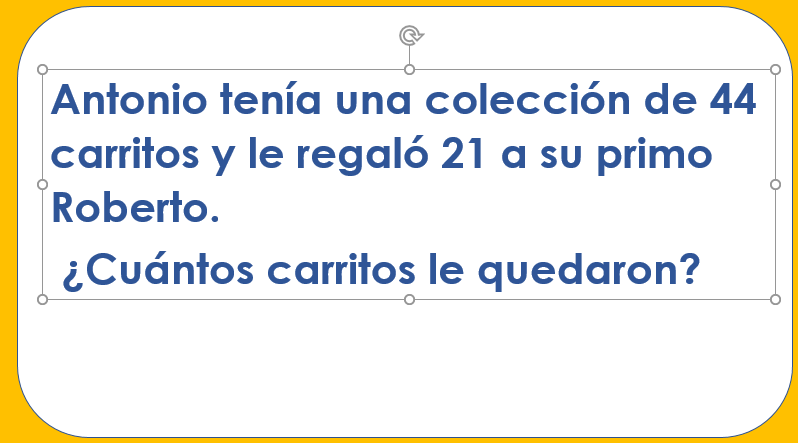 Antonio tenía una colección de 44
carritos y le regaló 21 a su primo
Roberto.
¿Cuántos carritos le quedaron?